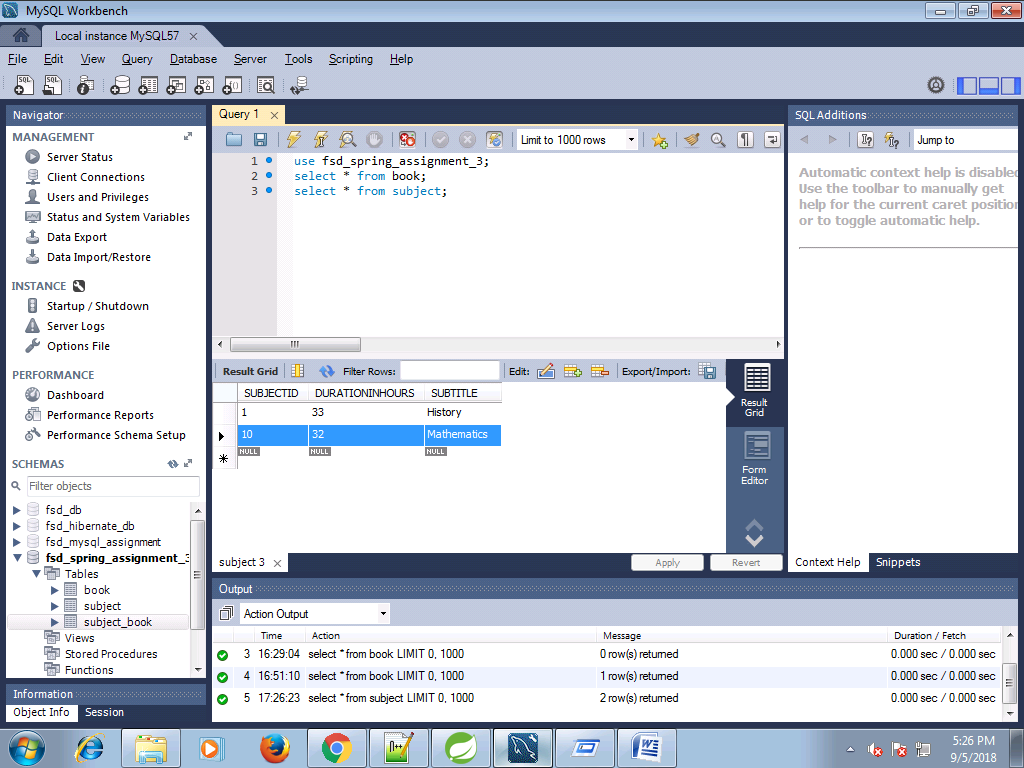 MySQL Workbench
Local instance MySQL57
File Edit View Query Database Server Tools Scripting Help
Navigator
MANAGEMENT
Server Status
Client Connections
Users and Privileges
Status and System Variables
Data Export
Data Import/Restore
INSTANCE
Startup / Shutdown
Server Logs
Options File
PERFORMANCE
Dashboard
Performance Reports
Performance Schema Setup
SCHEMAS
Filter objects
fsd_db
fsd_hibernate_db
fsd_mysql_assignment
fsd_spring_assignment_3
Tables
book
subject
subject_book
Views
Stored Procedures
Functions
Information
Object Info Session
Query 1
Limit to 1000 rows
1 use fsd_spring_assignment_3;
2 select * from book;
3 select * from subject;
Result Grid Filter Rows: Edit: Export/Import:
SUBJECTID DURATIONINHOURS SUBTITLE
1 33 History
10 32 Mathematics
NULL NULL NULL
Result Grid
Form Editor
subject 3
Apply Revert
SQL Additions
Jump to
Automatic context help is disabled
Use the toolbar to manually get
help for the current caret position
or to toggle automatic help.
Context Help Snippets
Output
Action Output
Time Action Message Duration / Fetch
3 16:29:04 select * from book LIMIT 0, 1000 0 row(s) returned 0.000 sec / 0.000 sec
4 16:51:10 select * from book LIMIT 0, 1000 1 row(s) returned 0.000 sec / 0.000 sec
5 17:26:23 select * from subject LIMIT 0, 1000 2 row(s) returned 0.000 sec / 0.000 sec
5:26 PM
9/5/2018